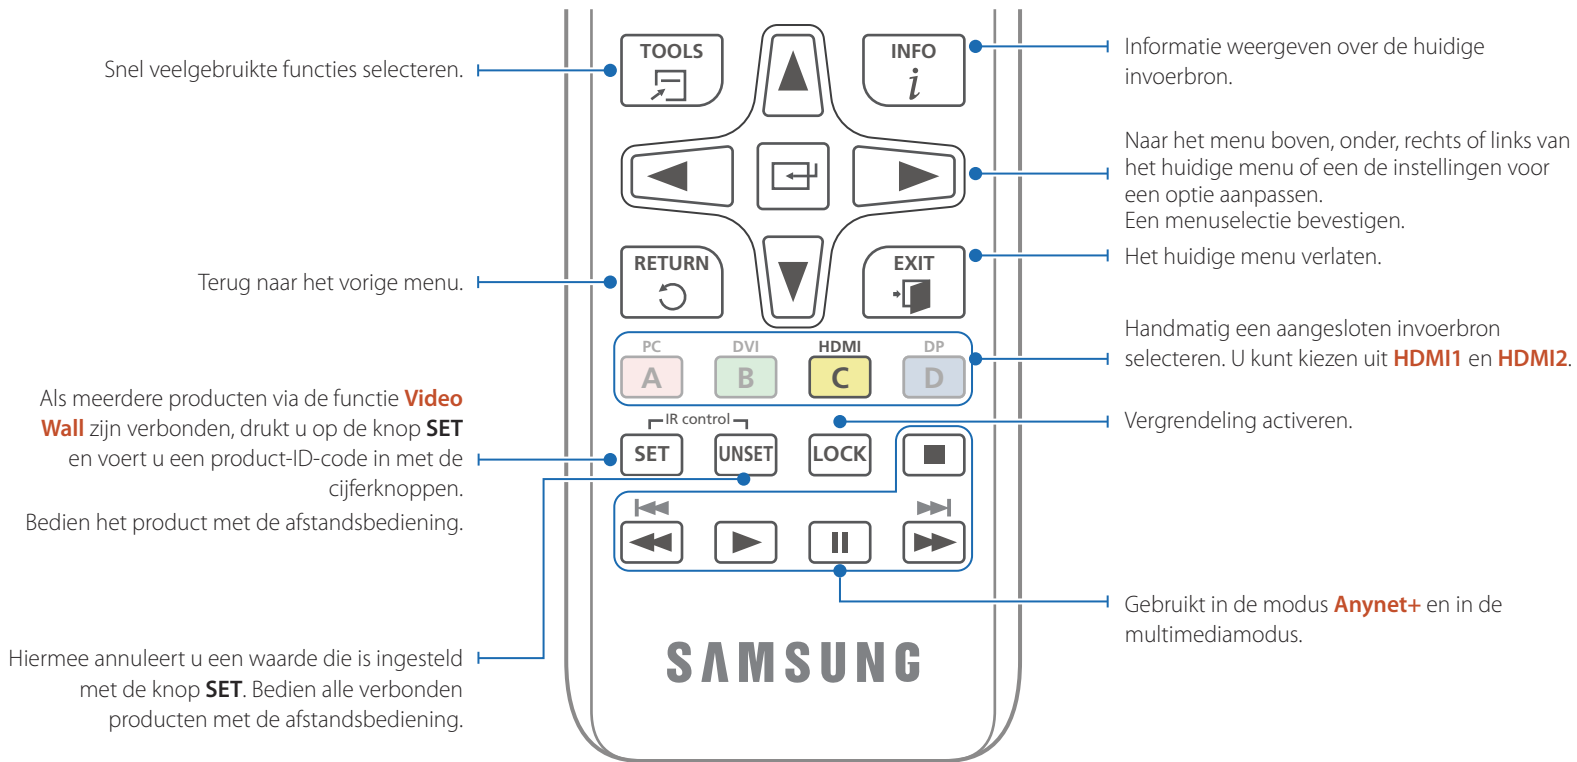 TOOLS
INFO
i
Snel veelgebruikte functies selecteren.
Informatie weergeven over de huidige
invoerbron.
Naar het menu boven, onder, rechts of links van
het huidige menu of een de instellingen voor
een optie aanpassen.
Een menuselectie bevestigen.
RETURN
EXIT
Terug naar het vorige menu.
Het huidige menu verlaten.
PC
DVI
HDMI
DP
A
B
C
D
Handmatig een aangesloten invoerbron
selecteren. U kunt kiezen uit HDMI1 en HDMI2.
Als meerdere producten via de functie Video
Wall zijn verbonden, drukt u op de knop SET
en voert u een product-ID-code in met de
cijferknoppen.
Bedien het product met de afstandsbediening.
IR control
SET
UNSET
LOCK
Vergrendeling activeren.
Gebruikt in de modus Anynet+ en in de
multimediamodus.
Hiermee annuleert u een waarde die is ingesteld
met de knop SET. Bedien alle verbonden
producten met de afstandsbediening.
SAMSUNG